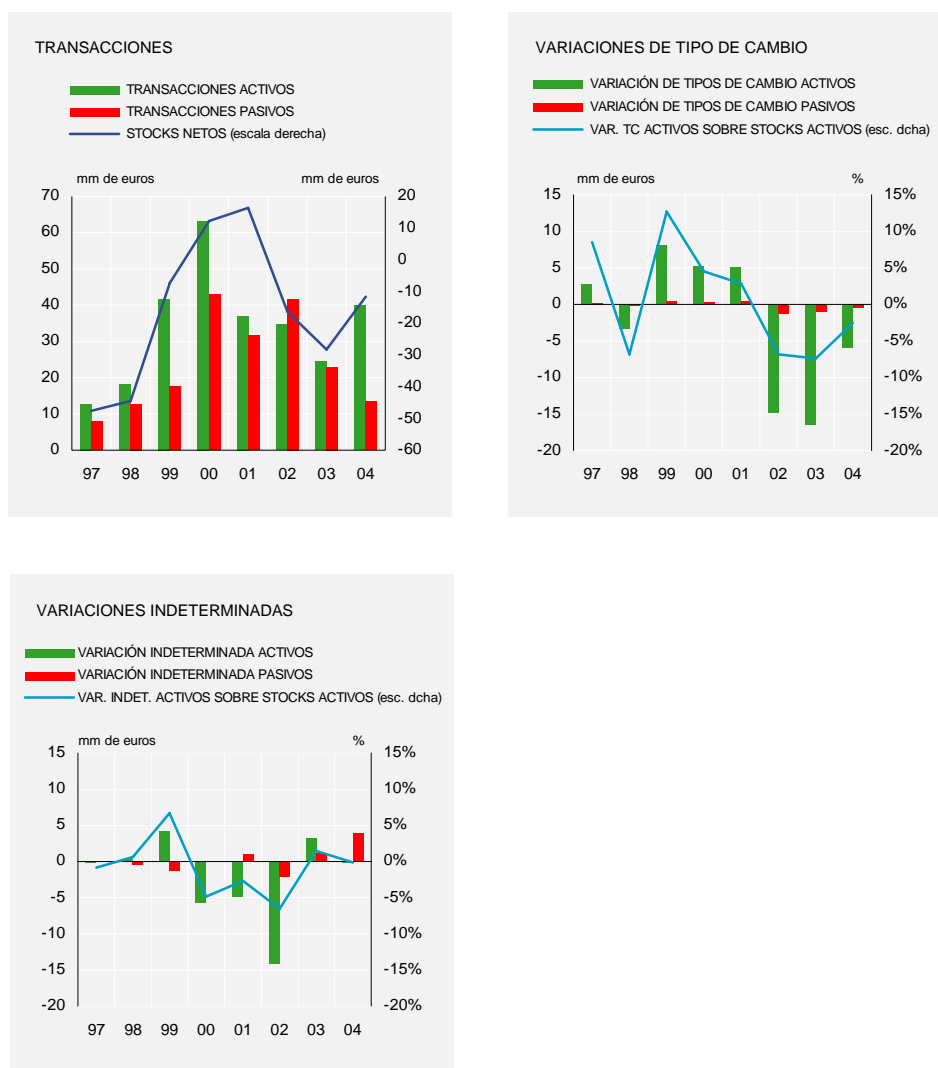 TRANSACCIONES
TRANSACCIONES ACTIVOS
TRANSACCIONES PASIVOS
STOCKS NETOS (escala derecha)
mm de euros mm de euros
70 20
60 10
50 0
40 -10
30 -20
20 -30
10 -40
0 -50
-60
97 98 99 00 01 02 03 04
VARIACIONES DE TIPO DE CAMBIO
VARIACIÓN DE TIPOS DE CAMBIO ACTIVOS
VARIACIÓN DE TIPOS DE CAMBIO PASIVOS
VAR. TC ACTIVOS SOBRE STOCKS ACTIVOS (esc. dcha)
mm de euros %
15 15%
10 10%
5 5%
0 0%
-5 -5%
-10 -10%
-15 -15%
-20 -20%
97 98 99 00 01 02 03 04
VARIACIONES INDETERMINADAS
VARIACIÓN INDETERMINADA ACTIVOS
VARIACIÓN INDETERMINADA PASIVOS
VAR. INDET. ACTIVOS SOBRE STOCKS ACTIVOS (esc. dcha)
mm de euros %
15 15%
10 10%
5 5%
0 0%
-5 -5%
-10 -10%
-15 -15%
-20 -20%
97 98 99 00 01 02 03 04